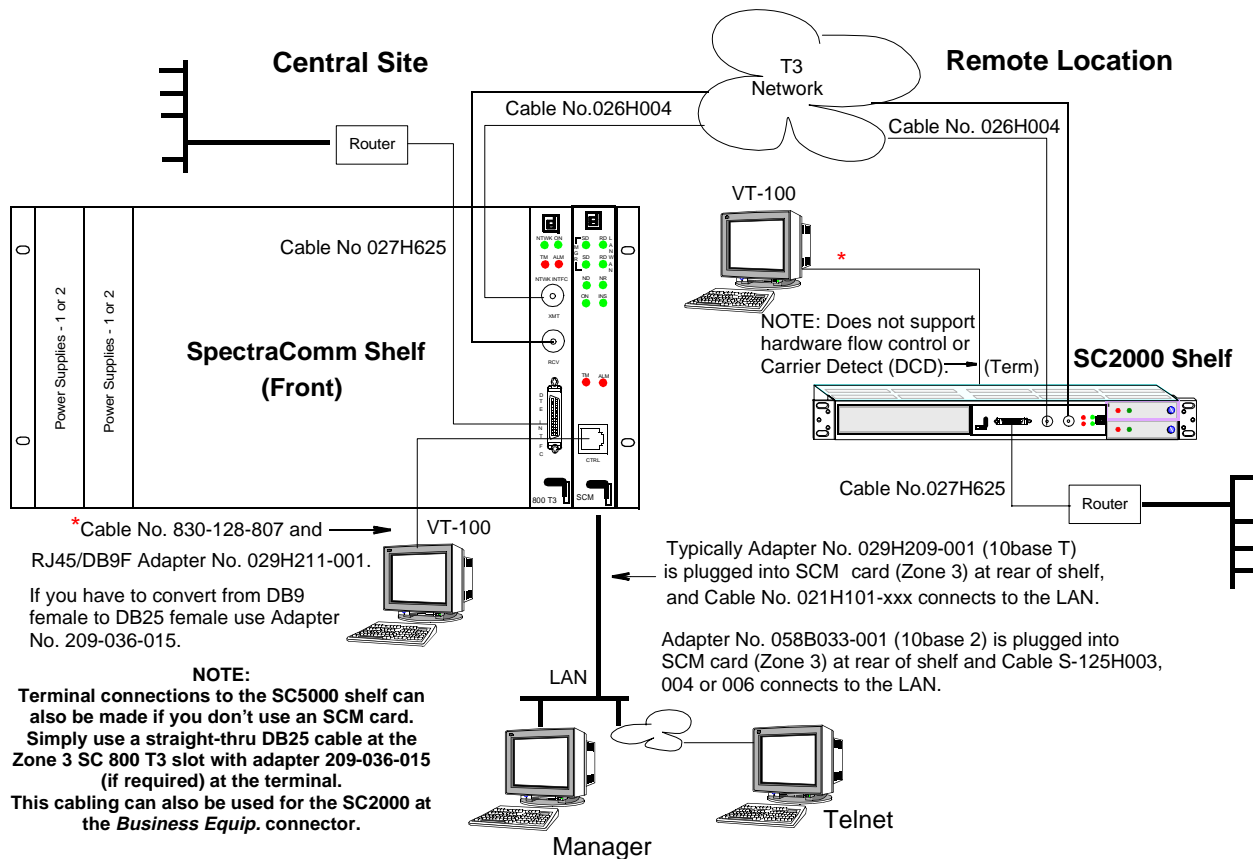 Central Site
Remote Location
T3
Network
Cable No.026H004
Cable No. 026H004
Router
VT-100
*
Cable No 027H625
NOTE: Does not support
hardware flow control or
Carrier Detect (DCD).
(Term)
SC2000 Shelf
Power Supplies - 1 or 2
Power Supplies - 1 or 2
SpectraComm Shelf
(Front)
NTWK ON
TM ALM
NTWK INTFC
XMT
RCV
DTE INTFC
800 T3
MGR
SD RD
LAN
SD RD
WAN
ND NR
ON INS
TM ALM
CTRL
SCM
Cable No.027H625
Router
*Cable No. 830-128-807 and
RJ45/DB9F Adapter No. 029H211-001.
If you have to convert from DB9
female to DB25 female use Adapter
No. 209-036-015.
VT-100
Typically Adapter No. 029H209-001 (10base T)
is plugged into SCM card (Zone 3) at rear of shelf,
and Cable No. 021H101-xxx connects to the LAN.
Adapter No. 058B033-001 (10base 2) is plugged into
SCM card (Zone 3) at rear of shelf and Cable S-125H003,
004 or 006 connects to the LAN.
NOTE:
Terminal connections to the SC5000 shelf can
also be made if you don't use an SCM card.
Simply use a straight-thru DB25 cable at the
Zone 3 SC 800 T3 slot with adapter 209-036-015
(if required) at the terminal.
This cabling can also be used for the SC2000 at
the Business Equip. connector.
LAN
Manager
Telnet